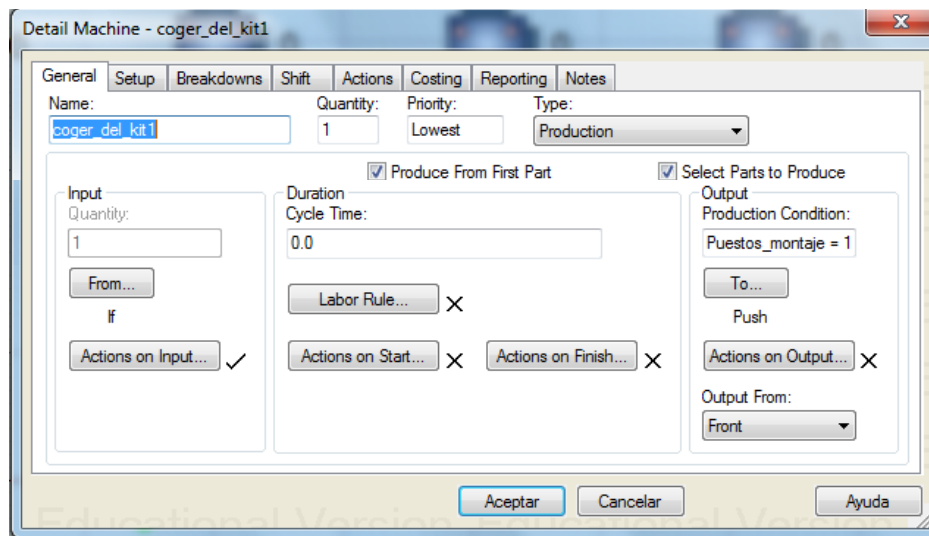 Detail Machine - coger_del_kit1
General Setup Breakdowns Shift Actions Costing Reporting Notes
Name: Quantity: Priority: Type:
coger_del_kit1 1 Lowest Production
Produce From First Part Select Parts to Produce
Input Duration Output
Quantity: Cycle Time: Production Condition:
1 0.0 Puestos_montaje = 1
From... Labor Rule... To...
If Push
Actions on Input... Actions on Start... Actions on Finish... Actions on Output...
Output From:
Front
Aceptar Cancelar Ayuda
Educational Version Educational Version